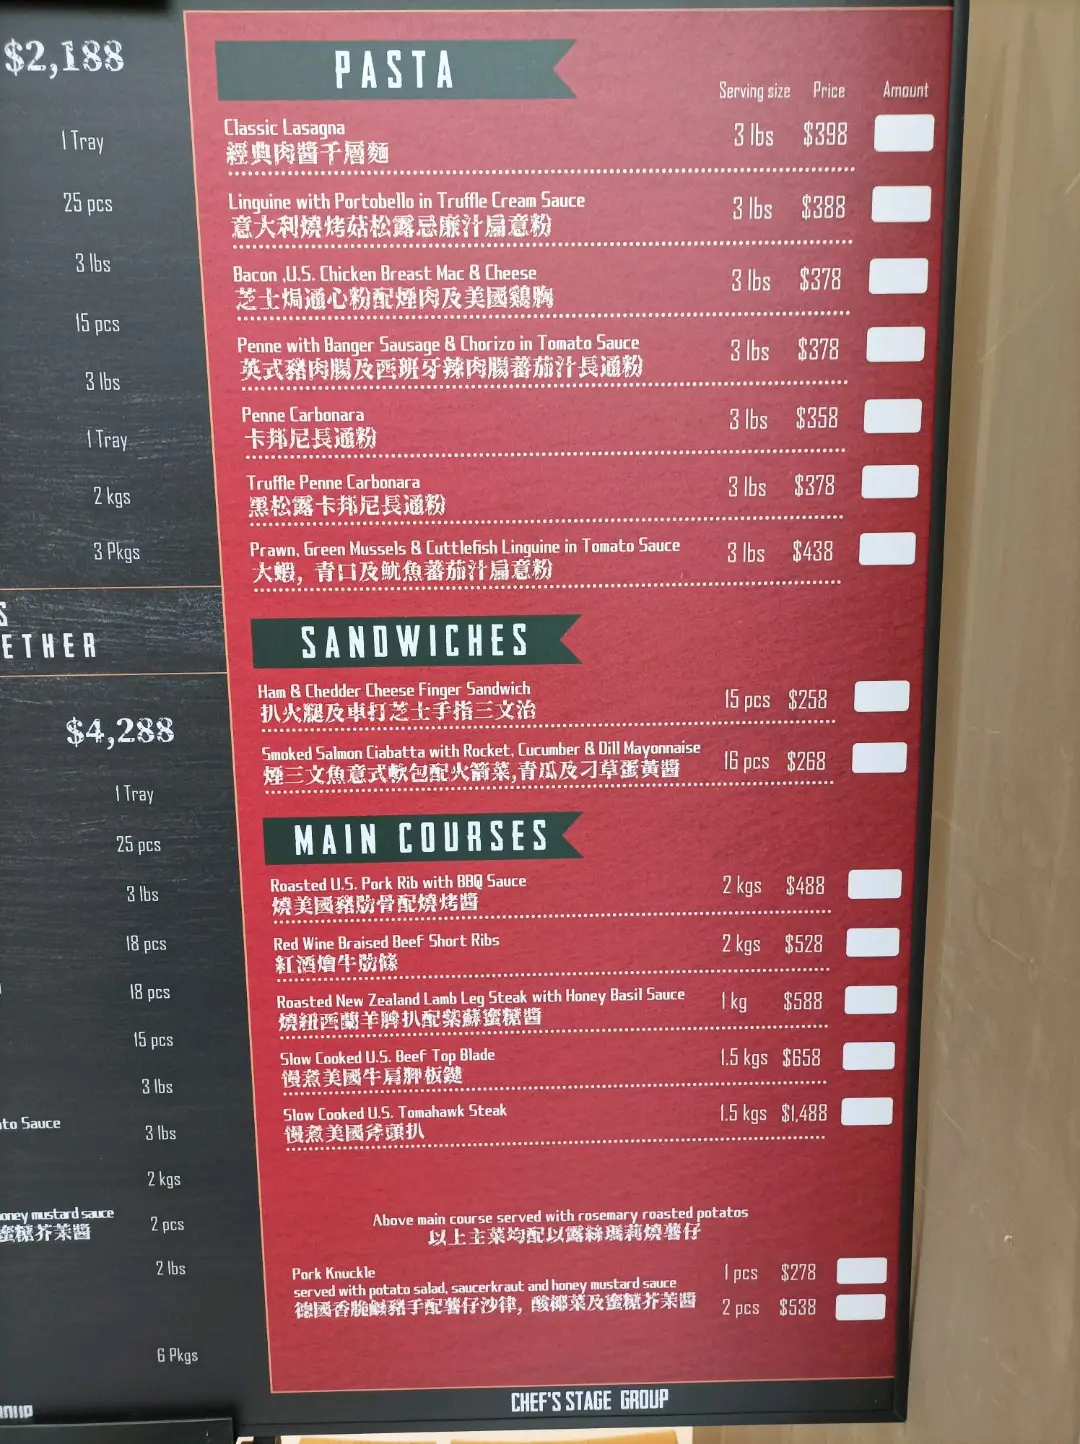 $2,188
1 Tray
25 pcs
3 lbs
15 pcs
3 lbs
1 Tray
2 kgs
3 Pkgs
S
ETHER
$4,288
1 Tray
25 pcs
3 lbs
18 pcs
18 pcs
15 pcs
3 lbs
to Sauce
3 lbs
2 kgs
oney mustard sauce
蜜糖芥茉醬
2 pcs
2 lbs
6 Pkgs
PASTA
Serving size Price Amount
Classic Lasagna 3 lbs $398
經典肉醬千層麵
Linguine with Portobello in Truffle Cream Sauce 3 lbs $388
意大利燒烤菇松露忌廉汁扁意粉
Bacon ,U.S. Chicken Breast Mac & Cheese 3 lbs $378
芝士焗通心粉配煙肉及美國雞胸
Penne with Banger Sausage & Chorizo in Tomato Sauce 3 lbs $378
英式豬肉腸及西班牙辣肉腸蕃茄汁長通粉
Penne Carbonara 3 lbs $358
卡邦尼長通粉
Truffle Penne Carbonara 3 lbs $378
黑松露卡邦尼長通粉
Prawn, Green Mussels & Cuttlefish Linguine in Tomato Sauce 3 lbs $438
大蝦, 青口及魷魚蕃茄汁扁意粉
SANDWICHES
Ham & Chedder Cheese Finger Sandwich 15 pcs $258
扒火腿及車打芝士手指三文治
Smoked Salmon Ciabatta with Rocket, Cucumber & Dill Mayonnaise 16 pcs $268
煙三文魚意式軟包配火箭菜,青瓜及刁草蛋黃醬
MAIN COURSES
Roasted U.S. Pork Rib with BBQ Sauce 2 kgs $488
燒美國豬肋骨配燒烤醬
Red Wine Braised Beef Short Ribs 2 kgs $528
紅酒燴牛肋條
Roasted New Zealand Lamb Leg Steak with Honey Basil Sauce 1 kg $588
燒紐西蘭羊脾扒配紫蘇蜜糖醬
Slow Cooked U.S. Beef Top Blade 1.5 kgs $658
慢煮美國牛肩胛板鍵
Slow Cooked U.S. Tomahawk Steak 1.5 kgs $1,488
慢煮美國斧頭扒
Above main course served with rosemary roasted potatos
以上主菜均配以露絲瑪莉燒薯仔
Pork Knuckle 1 pcs $278
served with potato salad, saucerkraut and honey mustard sauce
德國香脆鹹豬手配薯仔沙律, 酸椰菜及蜜糖芥茉醬 2 pcs $538
CHEF'S STAGE GROUP